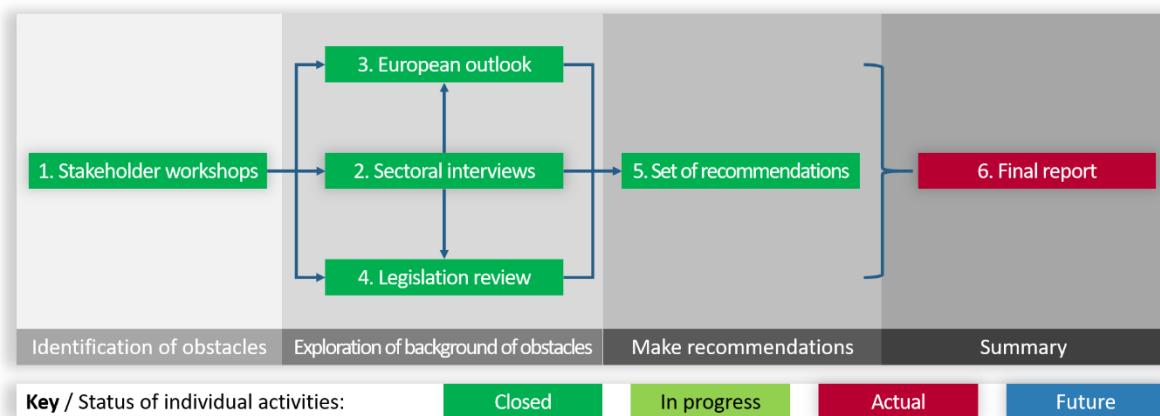 3. European outlook
1. Stakeholder workshops
2. Sectoral interviews
5. Set of recommendations
6. Final report
4. Legislation review
Identification of obstacles
Exploration of background of obstacles
Make recommendations
Summary
Key / Status of individual activities:
Closed
In progress
Actual
Future